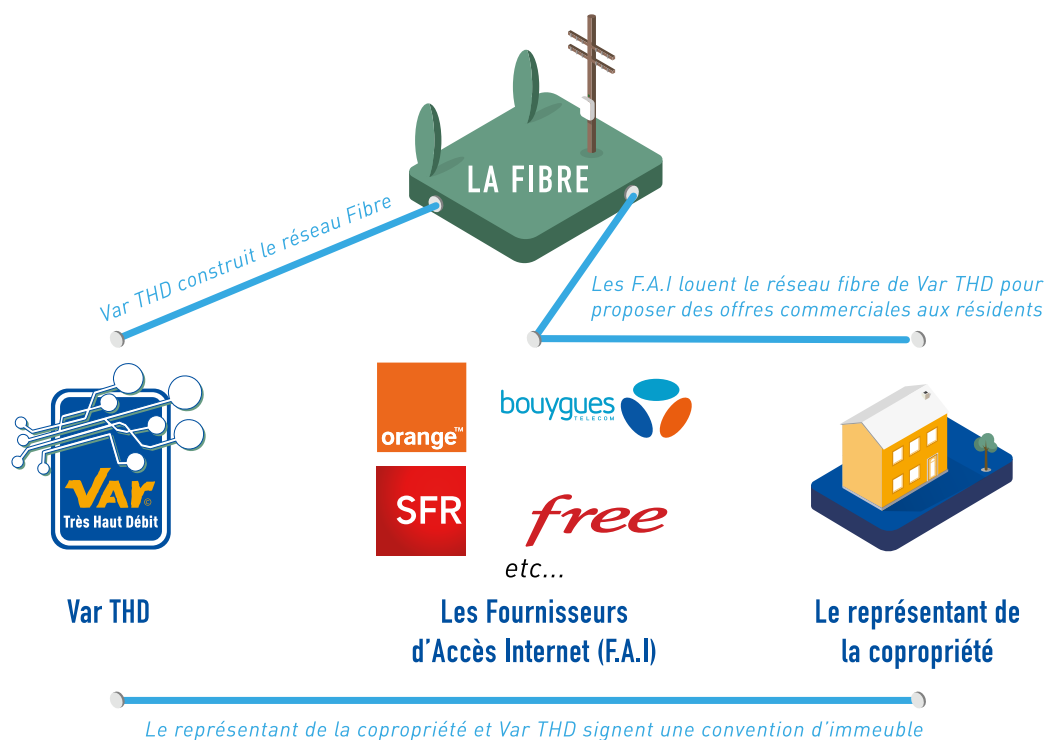 LA FIBRE
Var THD construit le réseau Fibre
Les F.A.I louent le réseau fibre de Var THD pour
proposer des offres commerciales aux résidents
VAr©
Très Haut Débit
orange™
bouygues
TELECOM
SFR
free
etc...
Var THD
Les Fournisseurs
d'Accès Internet (F.A.I)
Le représentant de
la copropriété
Le représentant de la copropriété et Var THD signent une convention d'immeuble